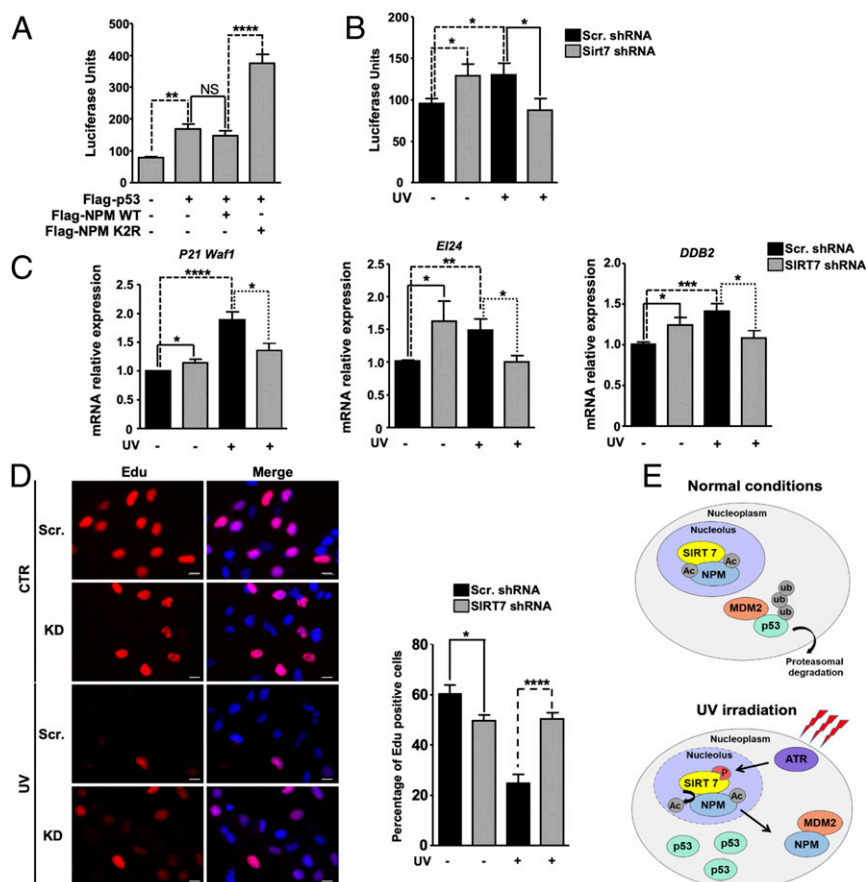 A
Luciferase Units
500
400
300
200
100
0
**
NS
****
Flag-p53 - + + +
Flag-NPM WT - - + -
Flag-NPM K2R - - - +
B
Luciferase Units
200
150
100
50
0
*
*
*
Scr. shRNA
Sirt7 shRNA
UV - - + +
C
P21 Waf1
mRNA relative expression
2.5
2.0
1.5
1.0
0.5
0
****
*
*
UV - - + +
EI24
mRNA relative expression
2.5
2.0
1.5
1.0
0.5
0
**
*
*
UV - - + +
DDB2
mRNA relative expression
2.0
1.5
1.0
0.5
0
***
*
*
Scr. shRNA
SIRT7 shRNA
UV - - + +
D
Edu Merge
CTR
Scr.
KD
UV
Scr.
KD
Scr. shRNA
SIRT7 shRNA
Percentage of Edu positive cells
80
60
40
20
0
*
****
UV - - + +
E
Normal conditions
Nucleoplasm
Nucleolus
SIRT 7
Ac Ac
NPM
ub
ub
ub
MDM2
p53
Proteasomal
degradation
UV irradiation
Nucleoplasm
Nucleolus
ATR
P
SIRT 7
Ac Ac
NPM
MDM2
NPM
p53 p53
p53